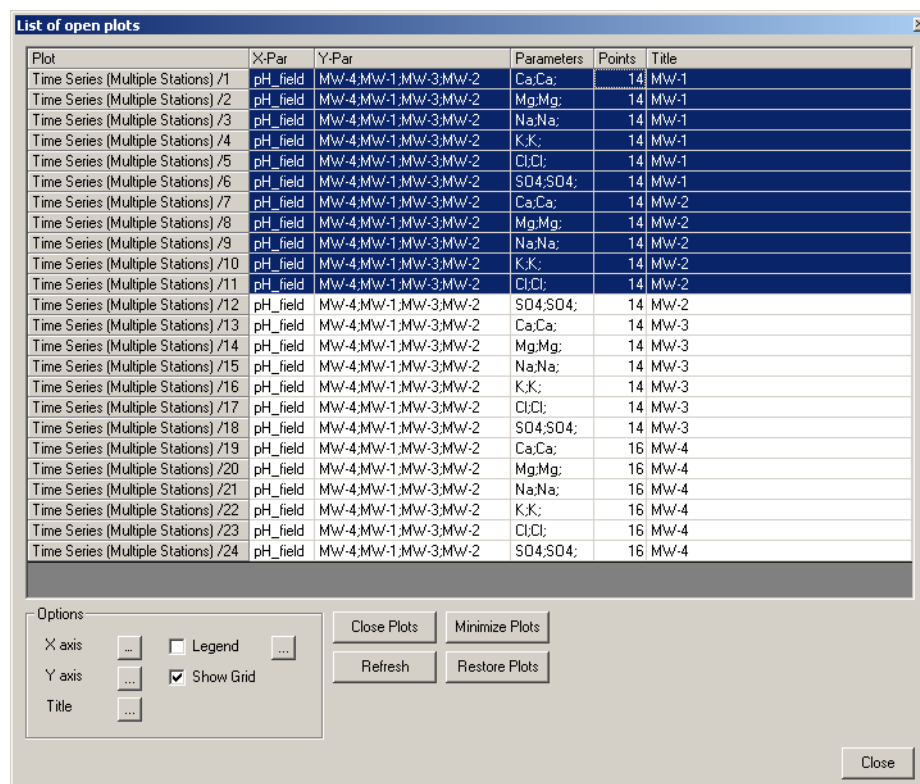 List of open plots
Plot X-Par Y-Par Parameters Points Title
Time Series (Multiple Stations) /1 pH_field MW-4;MW-1;MW-3;MW-2 Ca;Ca; 14 MW-1
Time Series (Multiple Stations) /2 pH_field MW-4;MW-1;MW-3;MW-2 Mg;Mg; 14 MW-1
Time Series (Multiple Stations) /3 pH_field MW-4;MW-1;MW-3;MW-2 Na;Na; 14 MW-1
Time Series (Multiple Stations) /4 pH_field MW-4;MW-1;MW-3;MW-2 K;K; 14 MW-1
Time Series (Multiple Stations) /5 pH_field MW-4;MW-1;MW-3;MW-2 Cl;Cl; 14 MW-1
Time Series (Multiple Stations) /6 pH_field MW-4;MW-1;MW-3;MW-2 SO4;SO4; 14 MW-1
Time Series (Multiple Stations) /7 pH_field MW-4;MW-1;MW-3;MW-2 Ca;Ca; 14 MW-2
Time Series (Multiple Stations) /8 pH_field MW-4;MW-1;MW-3;MW-2 Mg;Mg; 14 MW-2
Time Series (Multiple Stations) /9 pH_field MW-4;MW-1;MW-3;MW-2 Na;Na; 14 MW-2
Time Series (Multiple Stations) /10 pH_field MW-4;MW-1;MW-3;MW-2 K;K; 14 MW-2
Time Series (Multiple Stations) /11 pH_field MW-4;MW-1;MW-3;MW-2 Cl;Cl; 14 MW-2
Time Series (Multiple Stations) /12 pH_field MW-4;MW-1;MW-3;MW-2 SO4;SO4; 14 MW-2
Time Series (Multiple Stations) /13 pH_field MW-4;MW-1;MW-3;MW-2 Ca;Ca; 14 MW-3
Time Series (Multiple Stations) /14 pH_field MW-4;MW-1;MW-3;MW-2 Mg;Mg; 14 MW-3
Time Series (Multiple Stations) /15 pH_field MW-4;MW-1;MW-3;MW-2 Na;Na; 14 MW-3
Time Series (Multiple Stations) /16 pH_field MW-4;MW-1;MW-3;MW-2 K;K; 14 MW-3
Time Series (Multiple Stations) /17 pH_field MW-4;MW-1;MW-3;MW-2 Cl;Cl; 14 MW-3
Time Series (Multiple Stations) /18 pH_field MW-4;MW-1;MW-3;MW-2 SO4;SO4; 14 MW-3
Time Series (Multiple Stations) /19 pH_field MW-4;MW-1;MW-3;MW-2 Ca;Ca; 16 MW-4
Time Series (Multiple Stations) /20 pH_field MW-4;MW-1;MW-3;MW-2 Mg;Mg; 16 MW-4
Time Series (Multiple Stations) /21 pH_field MW-4;MW-1;MW-3;MW-2 Na;Na; 16 MW-4
Time Series (Multiple Stations) /22 pH_field MW-4;MW-1;MW-3;MW-2 K;K; 16 MW-4
Time Series (Multiple Stations) /23 pH_field MW-4;MW-1;MW-3;MW-2 Cl;Cl; 16 MW-4
Time Series (Multiple Stations) /24 pH_field MW-4;MW-1;MW-3;MW-2 SO4;SO4; 16 MW-4
Options
Close Plots Minimize Plots
X axis ... Legend ...
Refresh Restore Plots
Y axis ... Show Grid
Title ...
Close